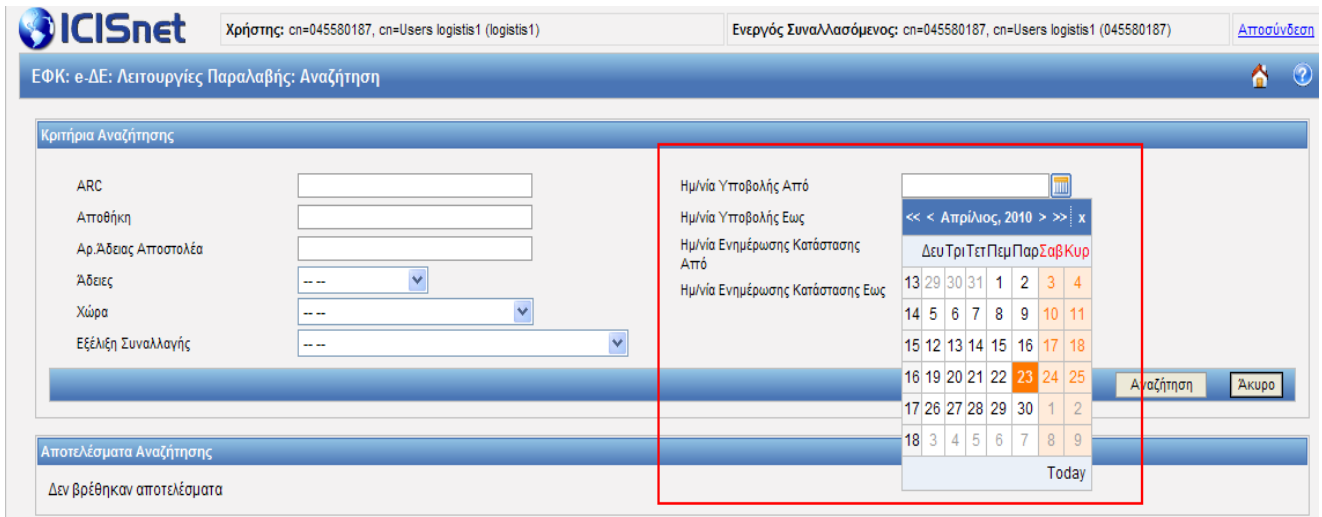 ICISnet
Χρήστης: cn=045580187, cn=Users logistis1 (logistis1)
Ενεργός Συναλλασόμενος: cn=045580187, cn=Users logistis1 (045580187)
Αποσύνδεση
ΕΦΚ: e-ΔΕ: Λειτουργίες Παραλαβής: Αναζήτηση
?
Κριτήρια Αναζήτησης
ARC
Αποθήκη
Αρ.Άδειας Αποστολέα
Άδειες
-- --
Χώρα
-- --
Εξέλιξη Συναλλαγής
-- --
Ημ/νία Υποβολής Από
Ημ/νία Υποβολής Εως
Ημ/νία Ενημέρωσης Κατάστασης
Από
Ημ/νία Ενημέρωσης Κατάστασης Εως
<< < Απρίλιος, 2010 > >> x
Δευ Τρι Τετ Πεμ Παρ Σαβ Κυρ
13 29 30 31 1 2 3 4
14 5 6 7 8 9 10 11
15 12 13 14 15 16 17 18
16 19 20 21 22 23 24 25
17 26 27 28 29 30 1 2
18 3 4 5 6 7 8 9
Today
Αναζήτηση
Άκυρο
Αποτελέσματα Αναζήτησης
Δεν βρέθηκαν αποτελέσματα